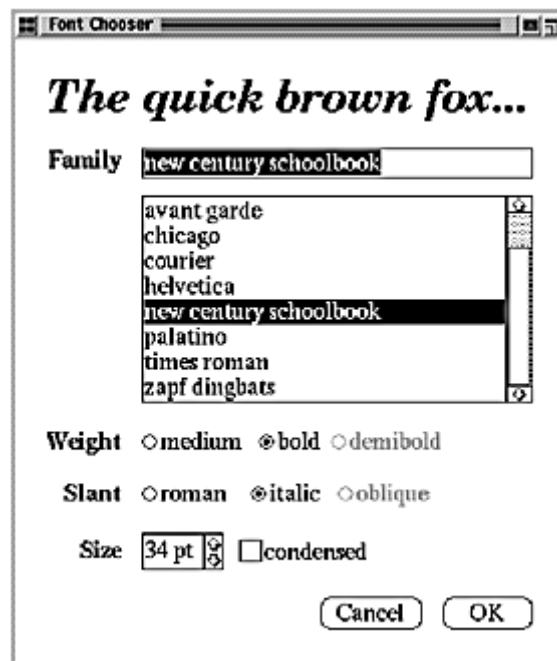 Font Chooser
The quick brown fox...
Family new century schoolbook
avant garde
chicago
courier
helvetica
new century schoolbook
palatino
times roman
zapf dingbats
Weight medium bold demibold
Slant roman italic oblique
Size 34 pt condensed
Cancel OK